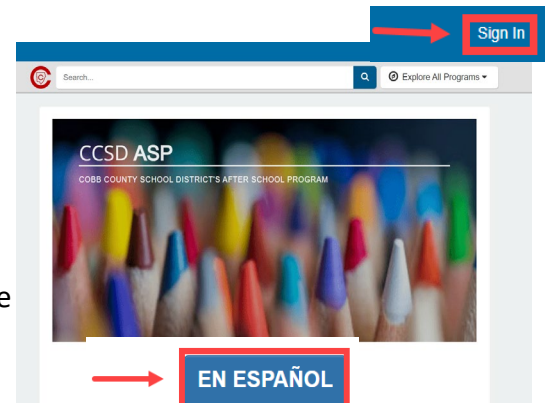 Sign In
Search...
Explore All Programs
CCSD ASP
COBB COUNTY SCHOOL DISTRICT'S AFTER SCHOOL PROGRAM
e
EN ESPAÑOL